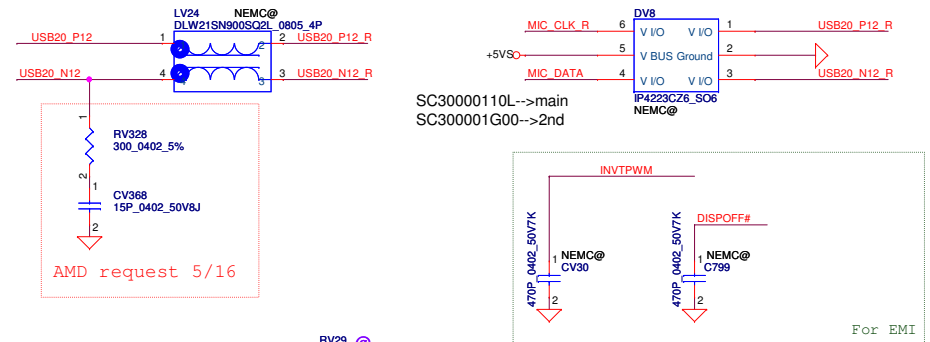 LV24 NEMC@
DLW21SN900SQ2L_0805_4P
USB20_P12 1 2 2 USB20_P12_R
USB20_N12 4 3 3 USB20_N12_R
1
RV328
300_0402_5%
2
1
CV368
15P_0402_50V8J
2
AMD request 5/16
DV8
MIC_CLK_R 6 V I/O V I/O 1 USB20_P12_R
+5VS 5 V BUS Ground 2
MIC_DATA 4 V I/O V I/O 3 USB20_N12_R
IP4223CZ6_SO6
NEMC@
SC30000110L-->main
SC300001G00-->2nd
INVTPWM
DISPOFF#
470P_0402_50V7K
1 NEMC@
CV30
2
470P_0402_50V7K
1 NEMC@
C799
2
For EMI
RV29 @